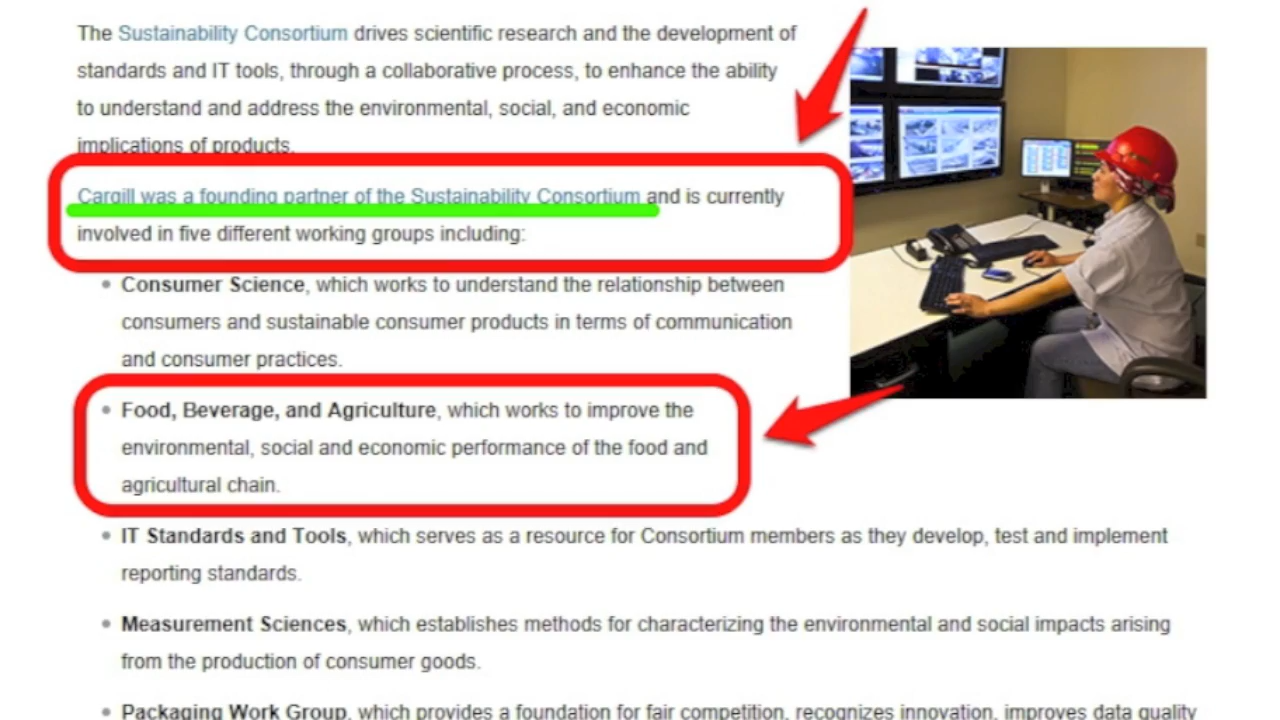 The Sustainability Consortium drives scientific research and the development of
standards and IT tools, through a collaborative process, to enhance the ability
to understand and address the environmental, social, and economic
implications of products.
Cargill was a founding partner of the Sustainability Consortium and is currently
involved in five different working groups including:
• Consumer Science, which works to understand the relationship between
consumers and sustainable consumer products in terms of communication
and consumer practices.
• Food, Beverage, and Agriculture, which works to improve the
environmental, social and economic performance of the food and
agricultural chain.
• IT Standards and Tools, which serves as a resource for Consortium members as they develop, test and implement
reporting standards.
• Measurement Sciences, which establishes methods for characterizing the environmental and social impacts arising
from the production of consumer goods.
• Packaging Work Group, which provides a foundation for fair competition, recognizes innovation, improves data quality